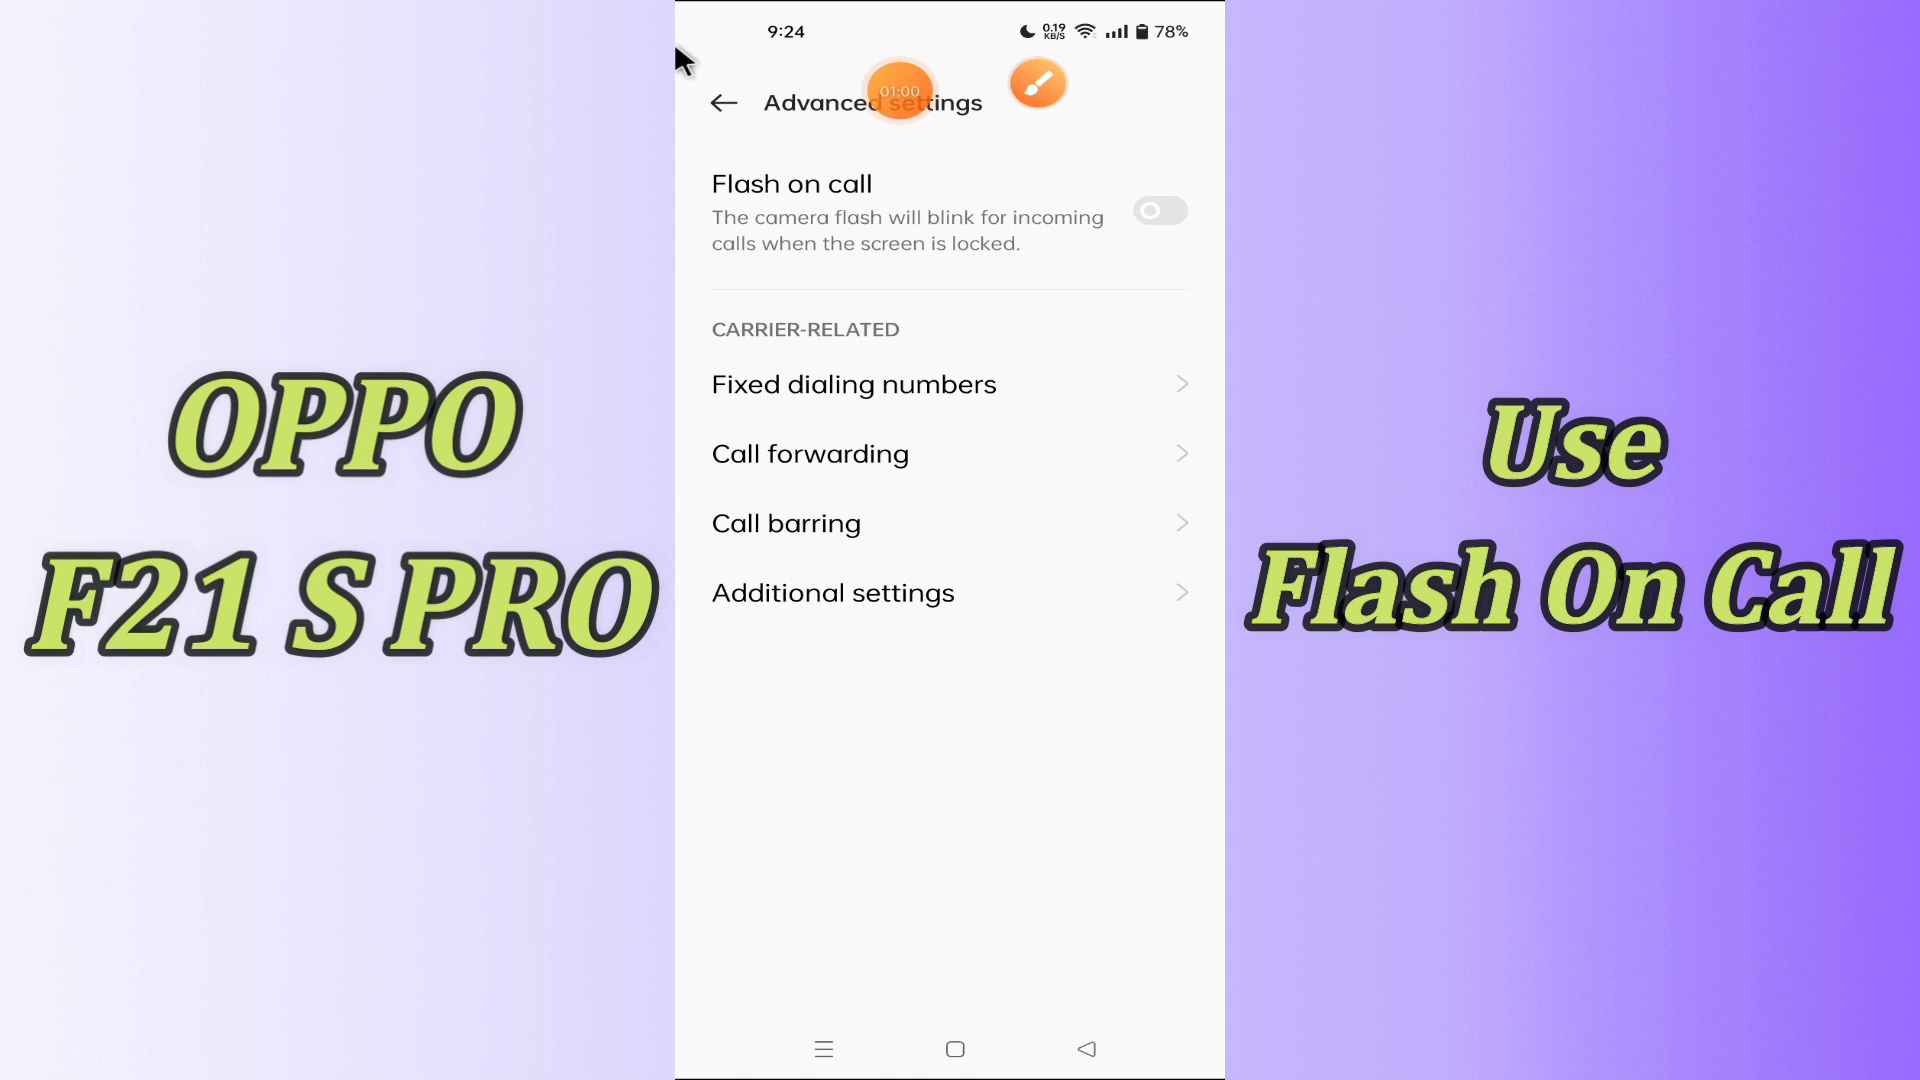 OPPO
F21 S PRO
9:24
0.19
KB/S
78%
01:00
Advanced settings
Flash on call
The camera flash will blink for incoming
calls when the screen is locked.
CARRIER-RELATED
Fixed dialing numbers
Call forwarding
Call barring
Additional settings
Use
Flash On Call